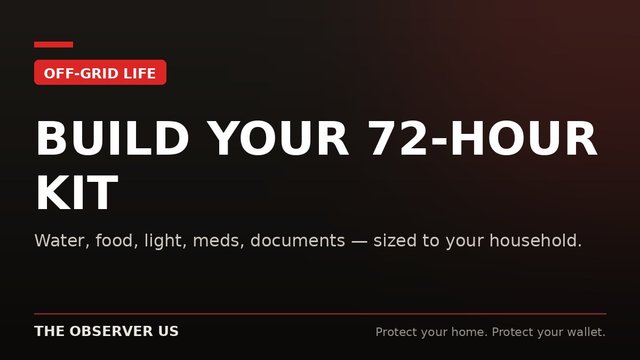 OFF-GRID LIFE
BUILD YOUR 72-HOUR
KIT
Water, food, light, meds, documents — sized to your household.
THE OBSERVER US
Protect your home. Protect your wallet.